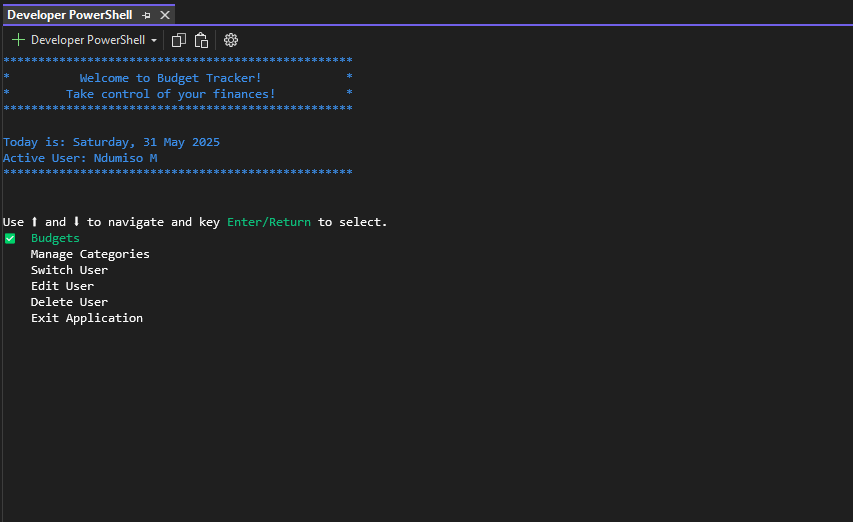 Developer PowerShell
Developer PowerShell
**************************************************
*          Welcome to Budget Tracker!            *
*        Take control of your finances!          *
**************************************************
Today is: Saturday, 31 May 2025
Active User: Ndumiso M
**************************************************
Use ⬆ and ⬇ to navigate and key Enter/Return to select.
✅ Budgets
Manage Categories
Switch User
Edit User
Delete User
Exit Application